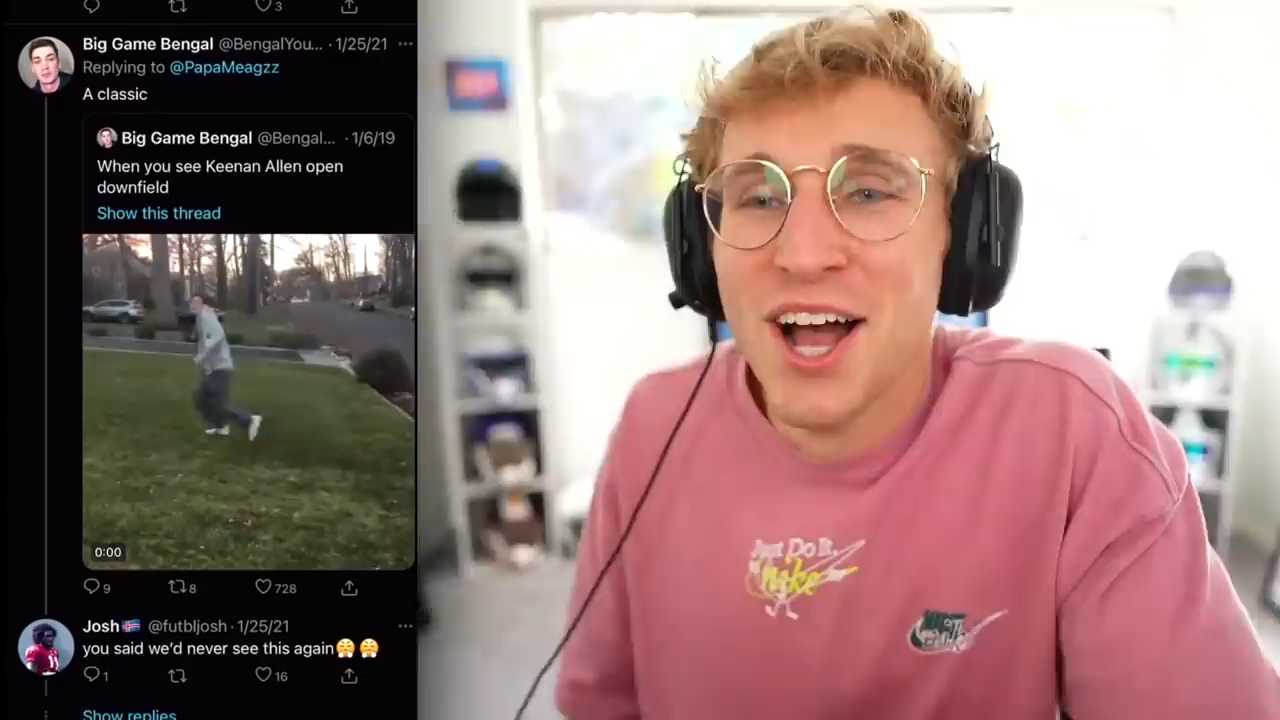 3
Big Game Bengal @BengalYou... · 1/25/21 ···
Replying to @PapaMeagzz
A classic
Big Game Bengal @Bengal... · 1/6/19
When you see Keenan Allen open
downfield
Show this thread
0:00
9 8 728
Josh🇮🇸 @futbljosh · 1/25/21 ···
you said we'd never see this again😤 😤
1 16
Show replies
Just Do It.
Nike